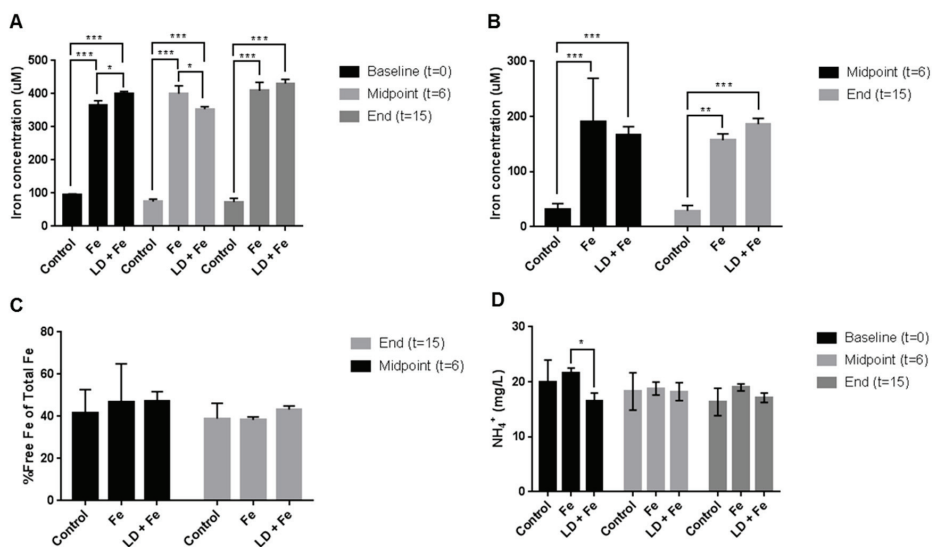 A
***
***
***
***
*
***
*
***
***
Iron concentration (uM)
500
400
300
200
100
0
Control
Fe
LD + Fe
Control
Fe
LD + Fe
Control
Fe
LD + Fe
Baseline (t=0)
Midpoint (t=6)
End (t=15)
B
***
***
***
**
Iron concentration (uM)
300
200
100
0
Control
Fe
LD + Fe
Control
Fe
LD + Fe
Midpoint (t=6)
End (t=15)
C
%Free Fe of Total Fe
80
60
40
20
0
Control
Fe
LD + Fe
Control
Fe
LD + Fe
End (t=15)
Midpoint (t=6)
D
*
NH₄⁺ (mg/L)
30
20
10
0
Control
Fe
LD + Fe
Control
Fe
LD + Fe
Control
Fe
LD + Fe
Baseline (t=0)
Midpoint (t=6)
End (t=15)